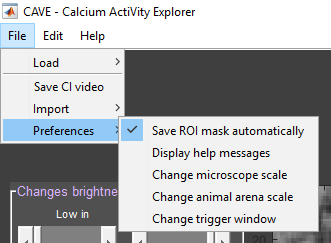 CAVE - Calcium ActiVity Explorer
File Edit Help
Load
Save CI video
Import
Preferences
Save ROI mask automatically
Display help messages
Change microscope scale
Change animal arena scale
Change trigger window
Changes brightne
Low in
20